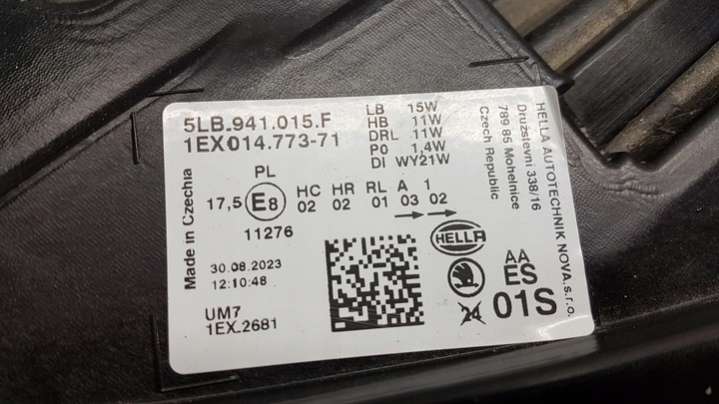 5LB.941.015.F
1EX014.773-71
LB 15W
HB 11W
DRL 11W
PO 1,4W
DI WY21W
HELLA AUTOTECHNIK NOVA,s.r.o.
Družstevní 338/16
789 85 Mohelnice
Czech Republic
Made in Czechia
PL
17,5 E8
HC HR RL A 1
02 02 01 03 02
11276
30.08.2023
12:10:48
UM7
1EX.2681
HELLA
AA
ES
24 01S